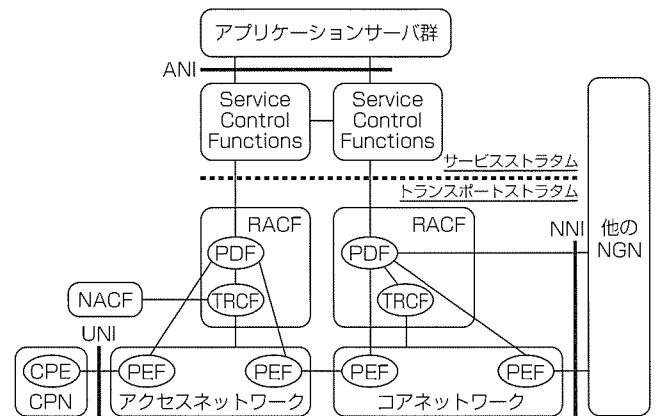 アプリケーションサーバ群
ANI
Service Control Functions
Service Control Functions
サービスストラタム
トランスポートストラタム
RACF
RACF
NNI
他の NGN
PDF
PDF
NACF
TRCF
TRCF
UNI
CPE
PEF
PEF
PEF
PEF
CPN
アクセスネットワーク
コアネットワーク